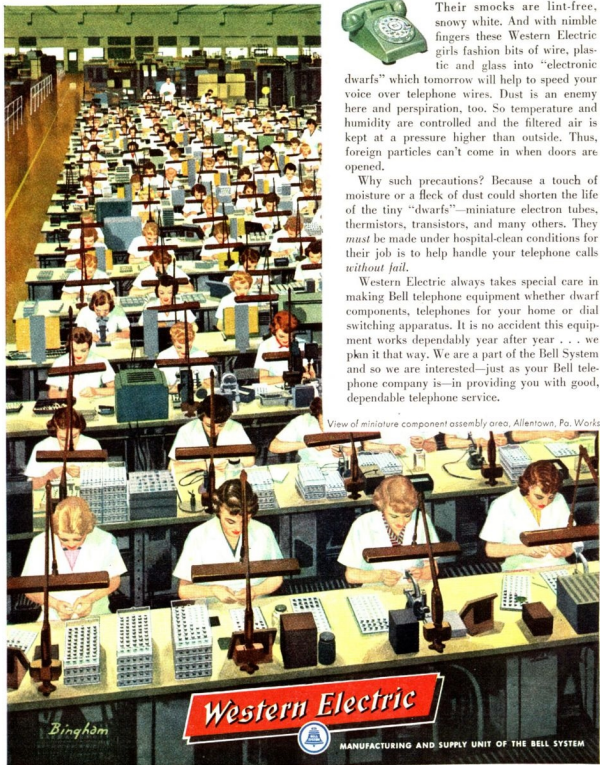 Their smocks are lint-free,
snowy white. And with nimble
fingers these Western Electric
girls fashion bits of wire, plas-
tic and glass into "electronic
dwarfs" which tomorrow will help to speed your
voice over telephone wires. Dust is an enemy
here and perspiration, too. So temperature and
humidity are controlled and the filtered air is
kept at a pressure higher than outside. Thus,
foreign particles can't come in when doors are
opened.
Why such precautions? Because a touch of
moisture or a fleck of dust could shorten the life
of the tiny "dwarfs"—miniature electron tubes,
thermistors, transistors, and many others. They
must be made under hospital-clean conditions for
their job is to help handle your telephone calls
without fail.
Western Electric always takes special care in
making Bell telephone equipment whether dwarf
components, telephones for your home or dial
switching apparatus. It is no accident this equip-
ment works dependably year after year . . . we
plan it that way. We are a part of the Bell System
and so we are interested—just as your Bell tele-
phone company is—in providing you with good,
dependable telephone service.
View of miniature component assembly area, Allentown, Pa. Works
Western Electric
Bingham
MANUFACTURING AND SUPPLY UNIT OF THE BELL SYSTEM